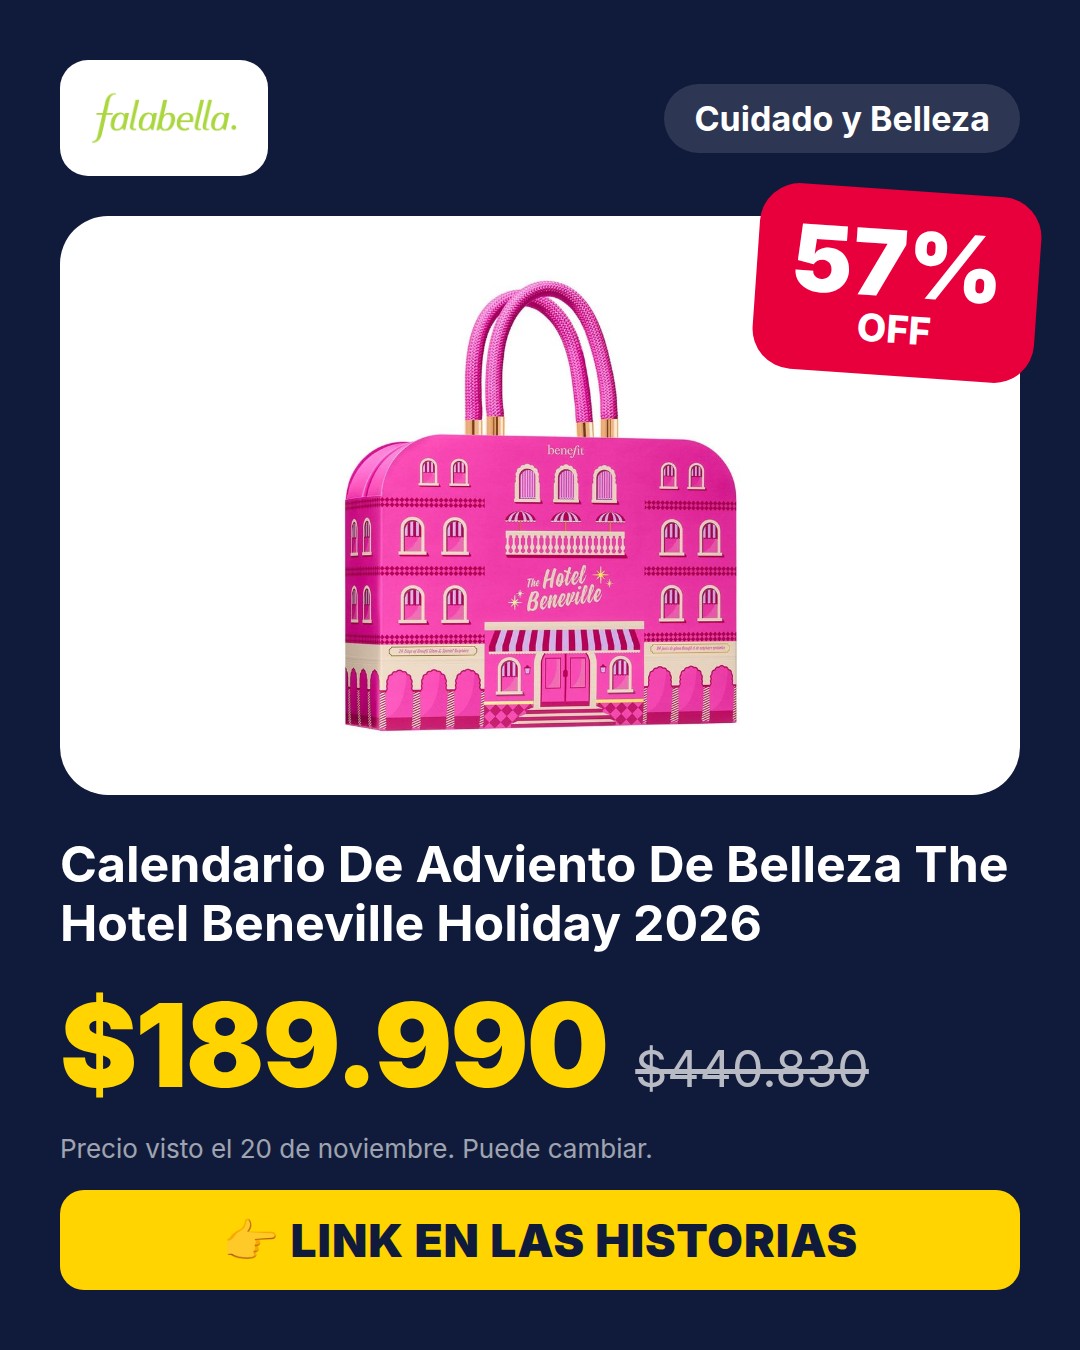 falabella.
Cuidado y Belleza
57%
OFF
benefit
The Hotel
Beneville
Calendario De Adviento De Belleza The
Hotel Beneville Holiday 2026
$189.990 $440.830
Precio visto el 20 de noviembre. Puede cambiar.
👉 LINK EN LAS HISTORIAS